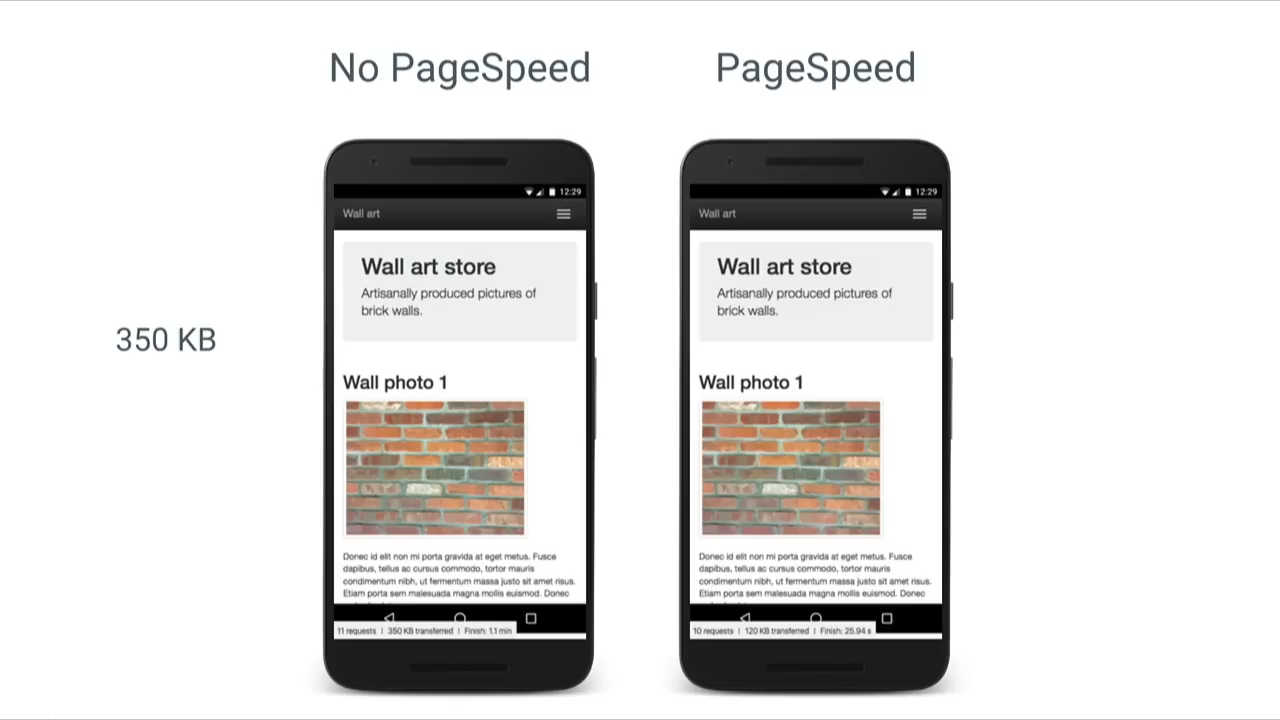 No PageSpeed
PageSpeed
350 KB
12:29
Wall art
Wall art store
Artisanally produced pictures of
brick walls.
Wall photo 1
Donec id elit non mi porta gravida at eget metus. Fusce
dapibus, tellus ac cursus commodo, tortor mauris
condimentum nibh, ut fermentum massa justo sit amet risus.
Etiam porta sem malesuada magna mollis euismod. Donec
11 requests | 350 KB transferred | Finish: 1.1 min
12:29
Wall art
Wall art store
Artisanally produced pictures of
brick walls.
Wall photo 1
Donec id elit non mi porta gravida at eget metus. Fusce
dapibus, tellus ac cursus commodo, tortor mauris
condimentum nibh, ut fermentum massa justo sit amet risus.
Etiam porta sem malesuada magna mollis euismod. Donec
10 requests | 120 KB transferred | Finish: 25.94 s